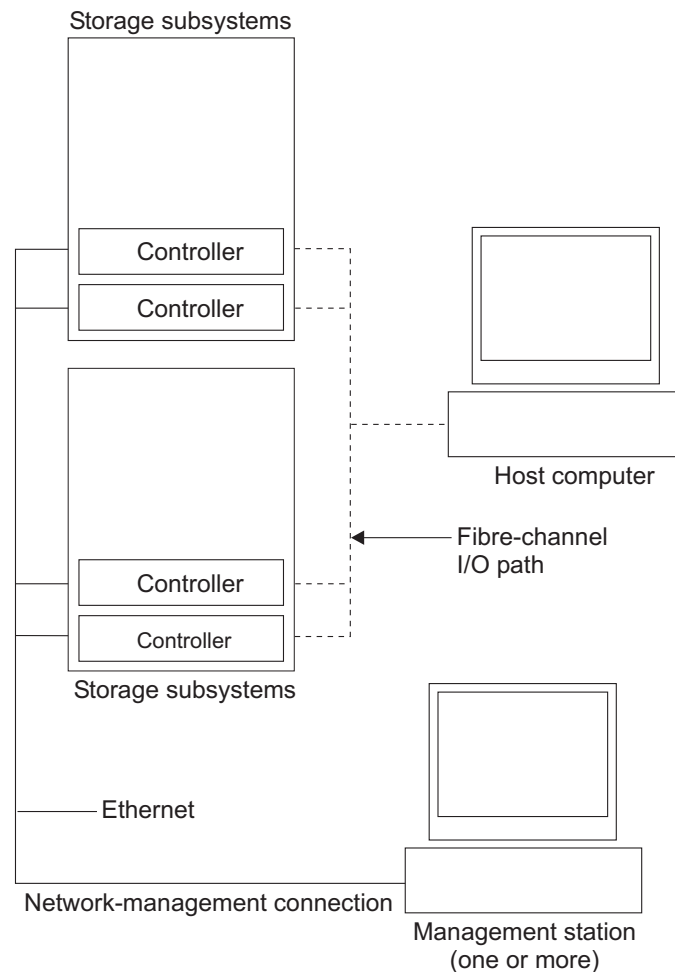 Storage subsystems
Controller
Controller
Host computer
Fibre-channel
I/O path
Controller
Controller
Storage subsystems
Ethernet
Network-management connection
Management station
(one or more)